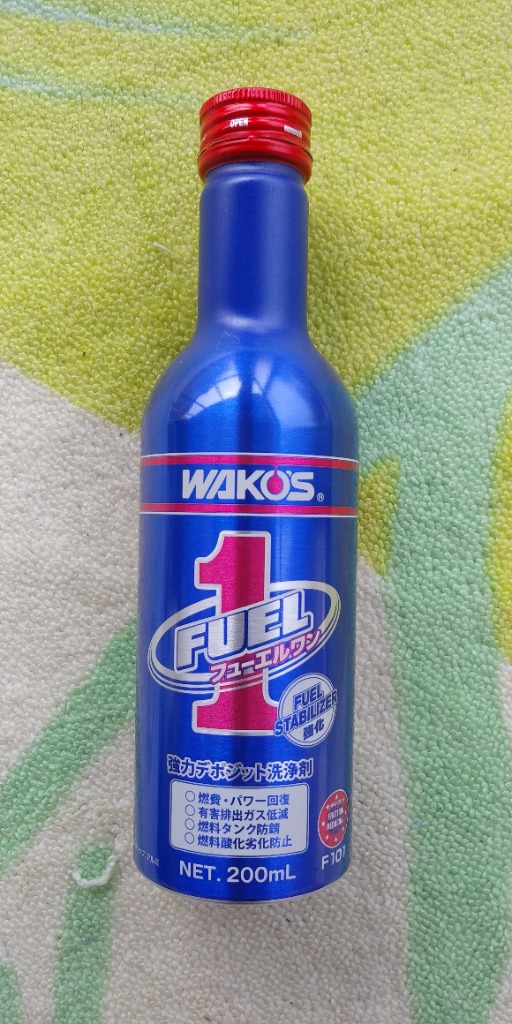 OPEN
WAKO'S®
1
FUEL
フューエルワン
FUEL
STABILIZER
強化
強力デポジット洗浄剤
○ 燃費・パワー回復
○ 有害排出ガス低減
○ 燃料タンク防錆
○ 燃料酸化劣化防止
NET. 200mL
F101